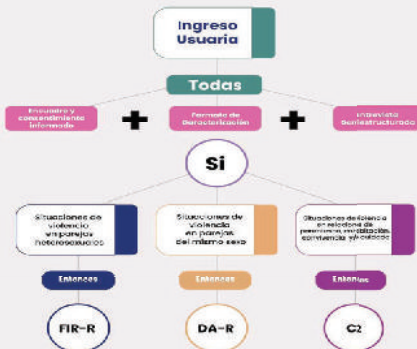 Ingreso
Usuaria
Todas
Encuadre y
consentimiento
informado
+
Formato de
Caracterización
+
Entrevista
Semiestructurada
Si
Situaciones de
violencia
en parejas
heterosexuales
Situaciones de
violencia
en parejas
del mismo sexo
Situaciones de violencia
en relaciones de
convivencia y/o cuidado
Entonces
Entonces
Entonces
FIR-R
DA-R
C2